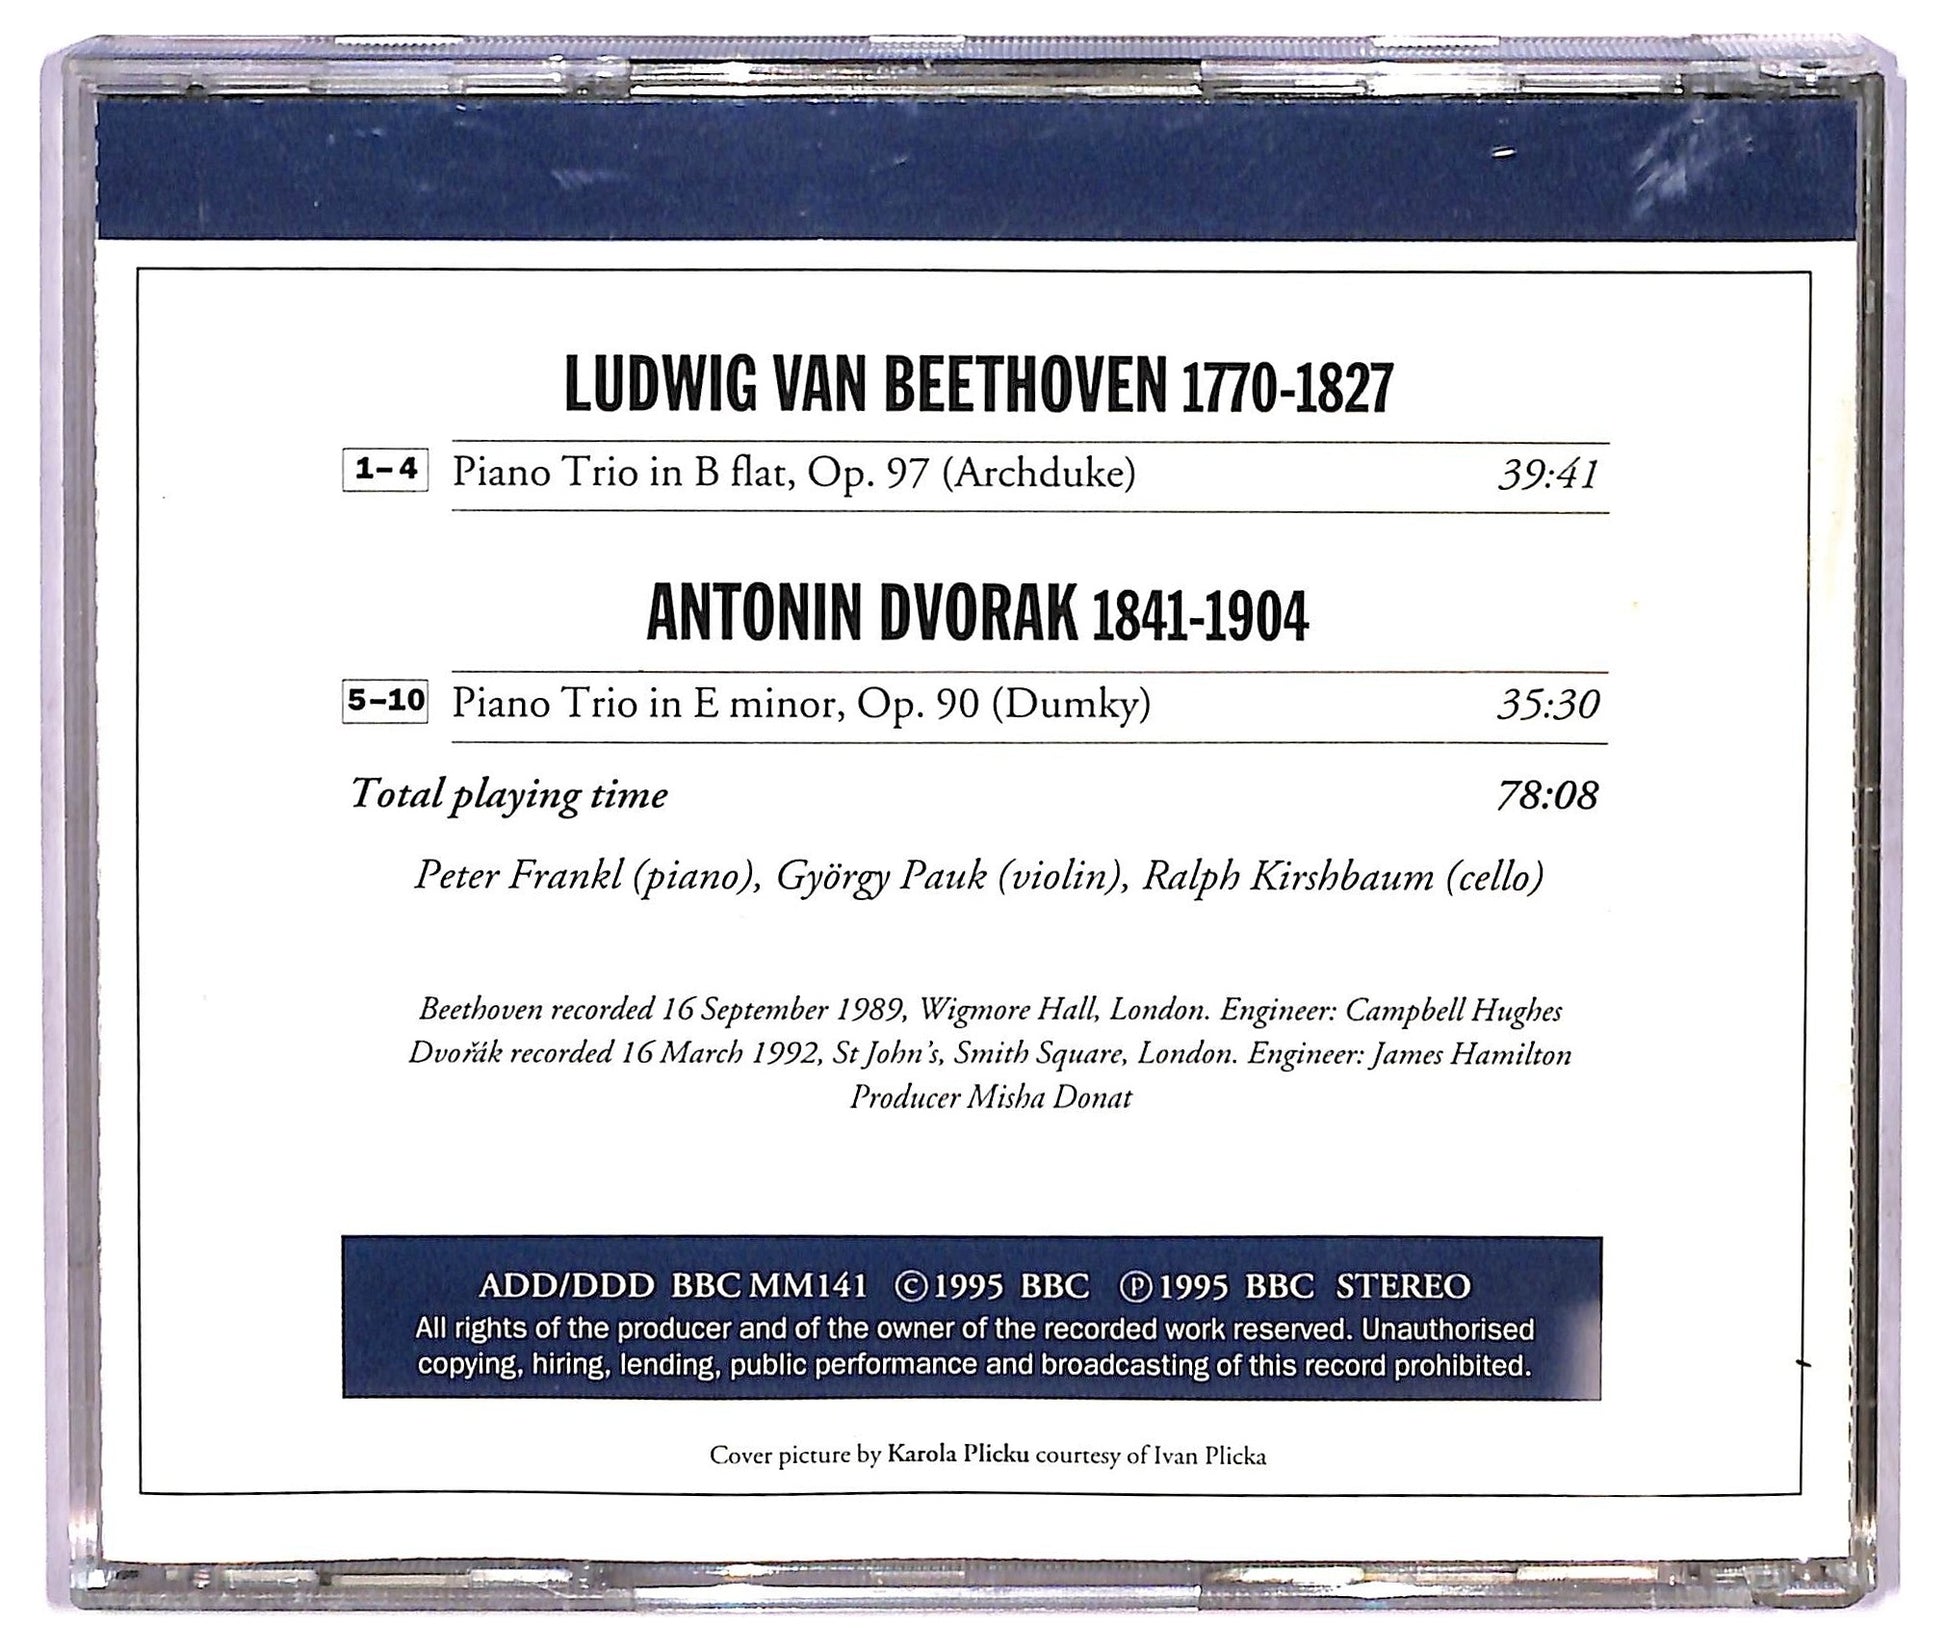 LUDWIG VAN BEETHOVEN 1770-1827
1–4 Piano Trio in B flat, Op. 97 (Archduke) 39:41
ANTONIN DVORAK 1841-1904
5–10 Piano Trio in E minor, Op. 90 (Dumky) 35:30
Total playing time 78:08
Peter Frankl (piano), György Pauk (violin), Ralph Kirshbaum (cello)
Beethoven recorded 16 September 1989, Wigmore Hall, London. Engineer: Campbell Hughes
Dvořák recorded 16 March 1992, St John's, Smith Square, London. Engineer: James Hamilton
Producer Misha Donat
ADD/DDD BBC MM141 ©1995 BBC ℗1995 BBC STEREO
All rights of the producer and of the owner of the recorded work reserved. Unauthorised
copying, hiring, lending, public performance and broadcasting of this record prohibited.
Cover picture by Karola Plicku courtesy of Ivan Plicka